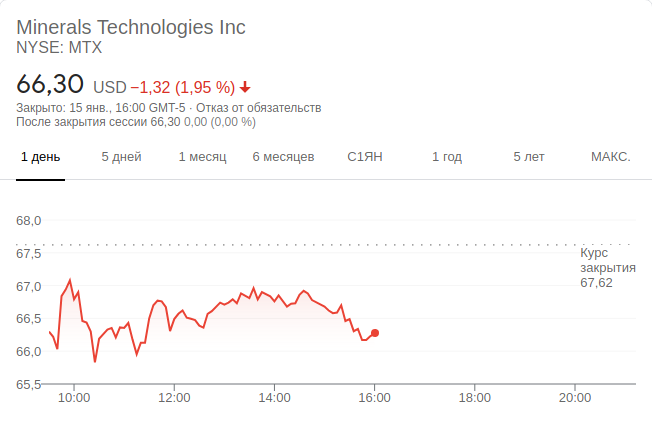 Minerals Technologies Inc
NYSE: MTX
66,30 USD −1,32 (1,95 %)
Закрыто: 15 янв., 16:00 GMT-5 · Отказ от обязательств
После закрытия сессии 66,30 0,00 (0,00 %)
1 день 5 дней 1 месяц 6 месяцев С1ЯН 1 год 5 лет МАКС.
68,0
67,5
67,0
66,5
66,0
65,5
Курс
закрытия
67,62
10:00 12:00 14:00 16:00 18:00 20:00